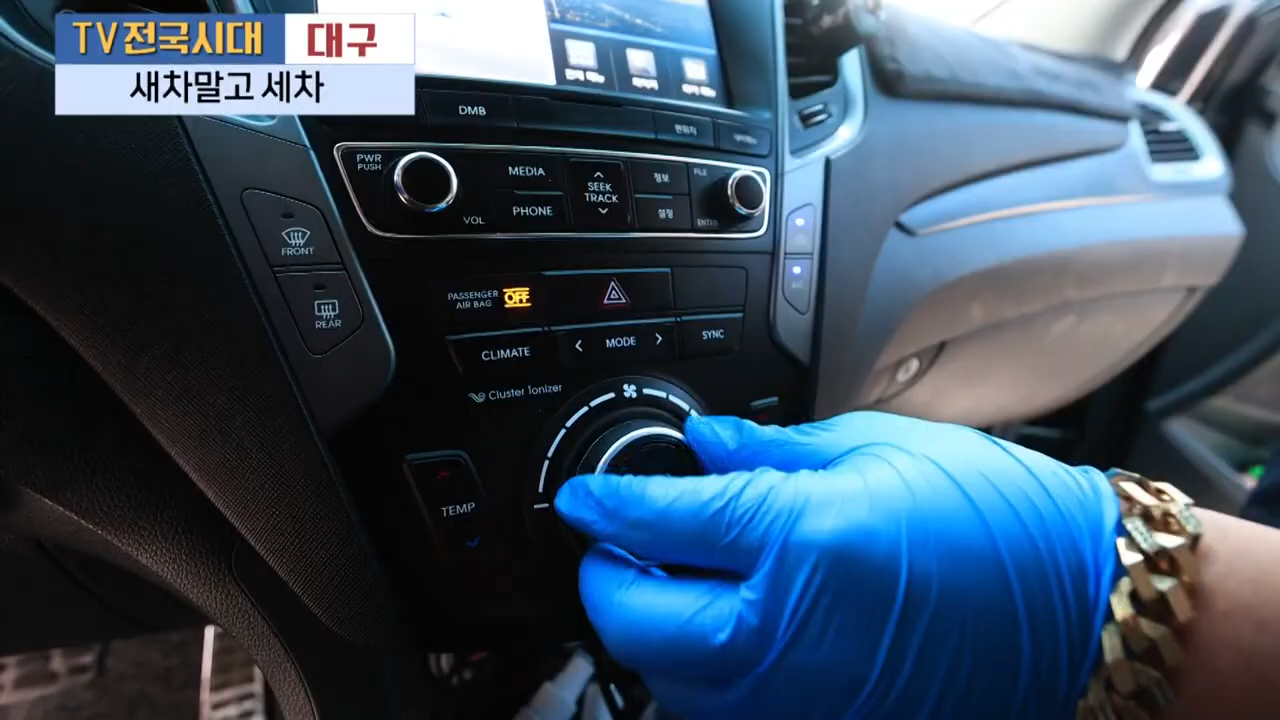 TV전국시대 대구
새차말고 세차
DMB
PWR
PUSH
VOL
MEDIA
PHONE
SEEK
TRACK
정보
설정
FILE
ENTER
FRONT
REAR
PASSENGER
AIR BAG
OFF
CLIMATE
MODE
SYNC
Cluster Ionizer
TEMP